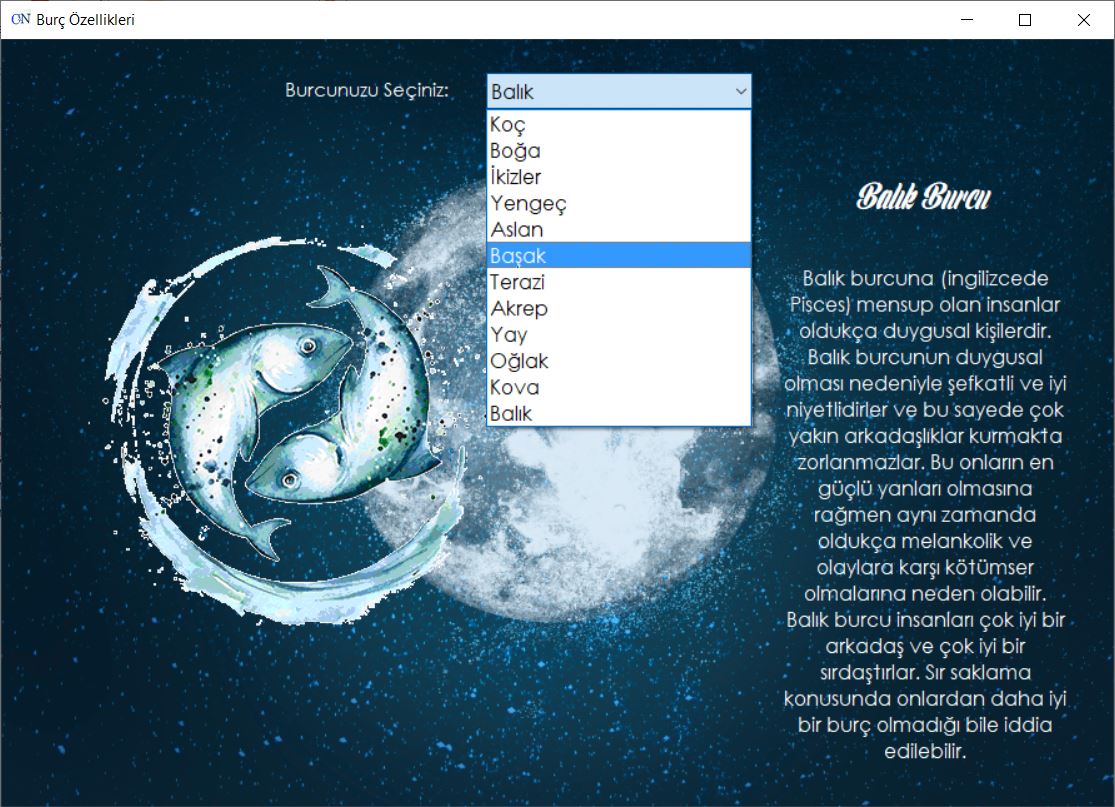 Burç Özellikleri
Burcunuzu Seçiniz:
Balık
Koç
Boğa
İkizler
Yengeç
Aslan
Başak
Terazi
Akrep
Yay
Oğlak
Kova
Balık
Balık Burcu
Balık burcuna (ingilizcede
Pisces) mensup olan insanlar
oldukça duygusal kişilerdir.
Balık burcunun duygusal
olması nedeniyle şefkatli ve iyi
niyetlidirler ve bu sayede çok
yakın arkadaşlıklar kurmakta
zorlanmazlar. Bu onların en
güçlü yanları olmasına
rağmen aynı zamanda
oldukça melankolik ve
olaylara karşı kötümser
olmalarına neden olabilir.
Balık burcu insanları çok iyi bir
arkadaş ve çok iyi bir
sırdaştırlar. Sır saklama
konusunda onlardan daha iyi
bir burç olmadığı bile iddia
edilebilir.